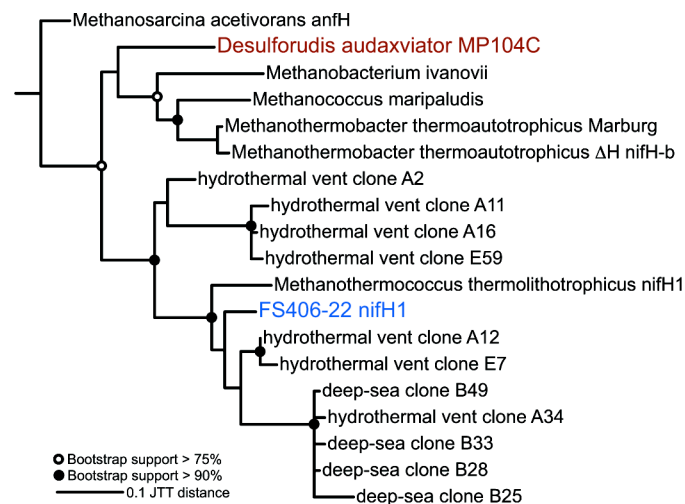 Methanosarcina acetivorans anfH
Desulforudis audaxviator MP104C
Methanobacterium ivanovii
Methanococcus maripaludis
Methanothermobacter thermoautotrophicus Marburg
Methanothermobacter thermoautotrophicus ΔH nifH-b
hydrothermal vent clone A2
hydrothermal vent clone A11
hydrothermal vent clone A16
hydrothermal vent clone E59
Methanothermococcus thermolithotrophicus nifH1
FS406-22 nifH1
hydrothermal vent clone A12
hydrothermal vent clone E7
deep-sea clone B49
hydrothermal vent clone A34
deep-sea clone B33
deep-sea clone B28
deep-sea clone B25
Bootstrap support > 75%
Bootstrap support > 90%
0.1 JTT distance